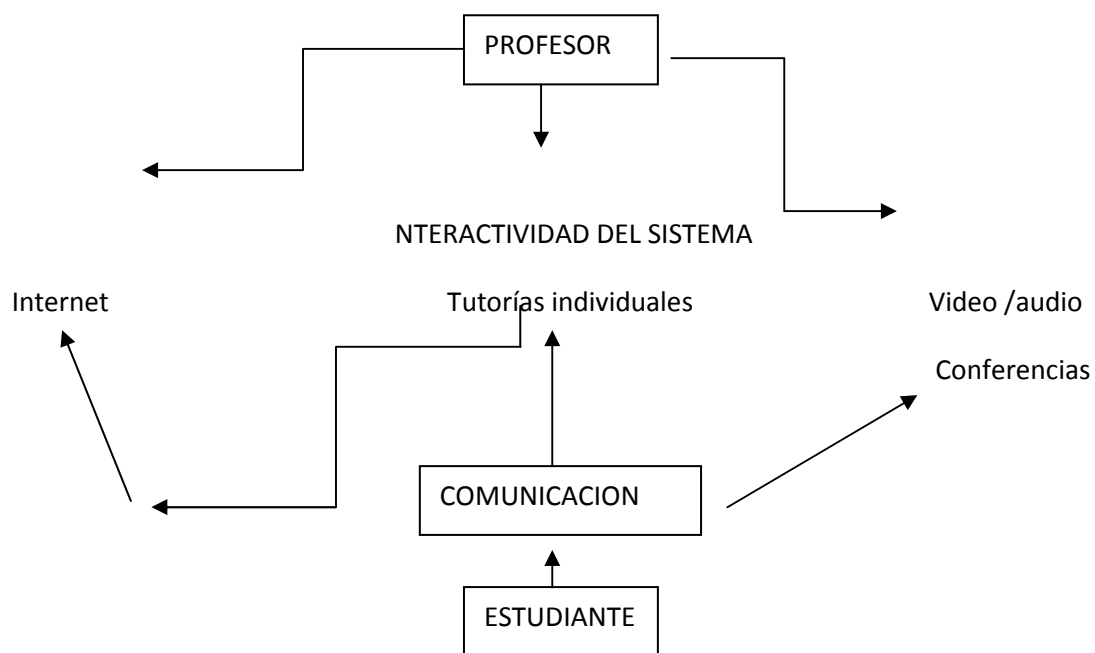 PROFESOR
NTERACTIVIDAD DEL SISTEMA
Internet
Tutorías individuales
Video /audio
Conferencias
COMUNICACION
ESTUDIANTE